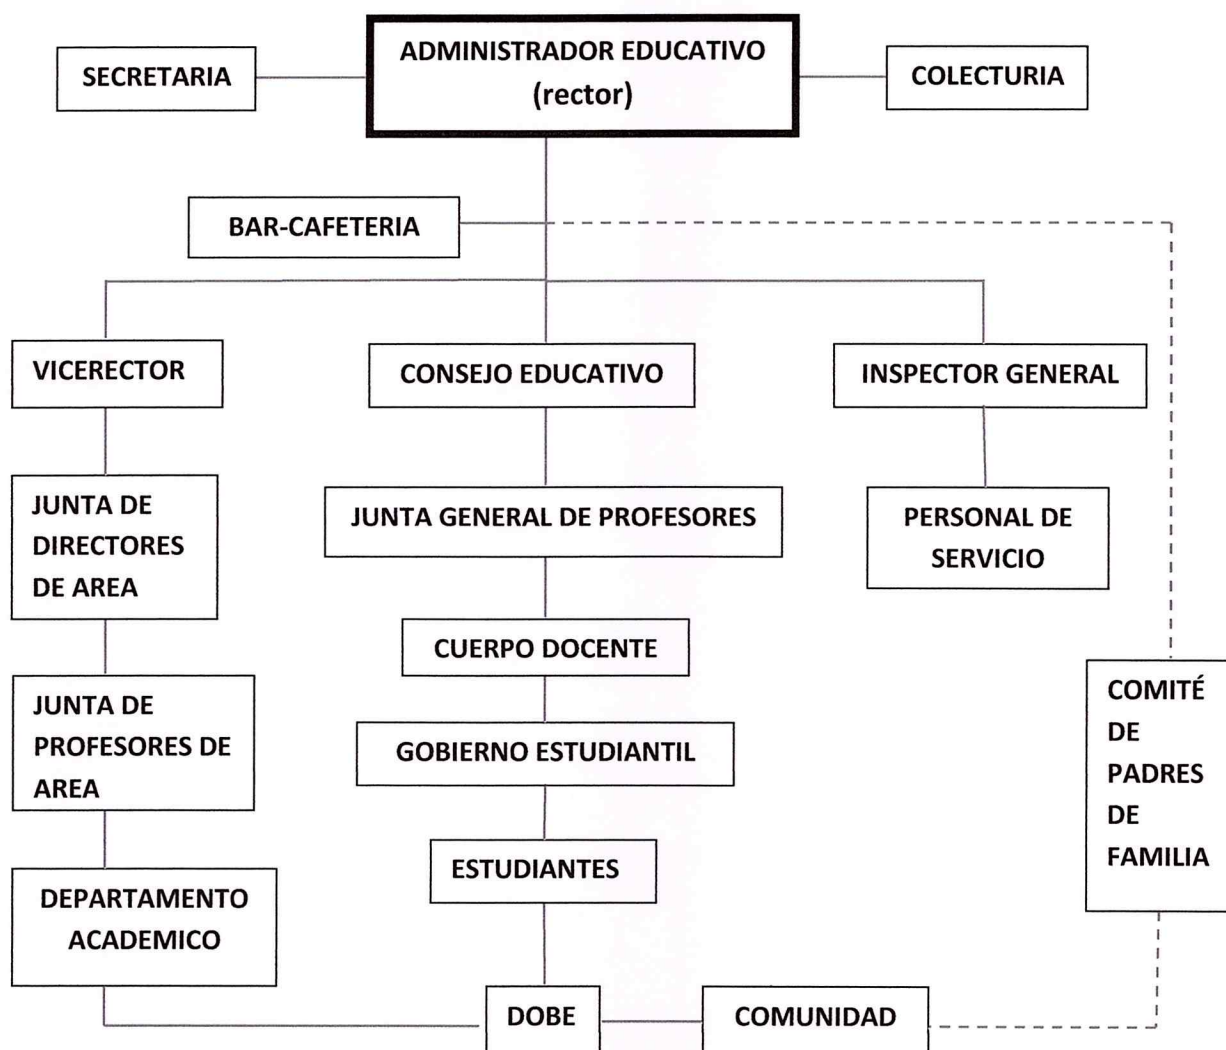 SECRETARIA
ADMINISTRADOR EDUCATIVO
(rector)
COLECTURIA
BAR-CAFETERIA
VICERECTOR
CONSEJO EDUCATIVO
INSPECTOR GENERAL
JUNTA DE
DIRECTORES
DE AREA
JUNTA GENERAL DE PROFESORES
PERSONAL DE
SERVICIO
CUERPO DOCENTE
JUNTA DE
PROFESORES DE
AREA
GOBIERNO ESTUDIANTIL
COMITÉ
DE
PADRES
DE
FAMILIA
ESTUDIANTES
DEPARTAMENTO
ACADEMICO
DOBE
COMUNIDAD